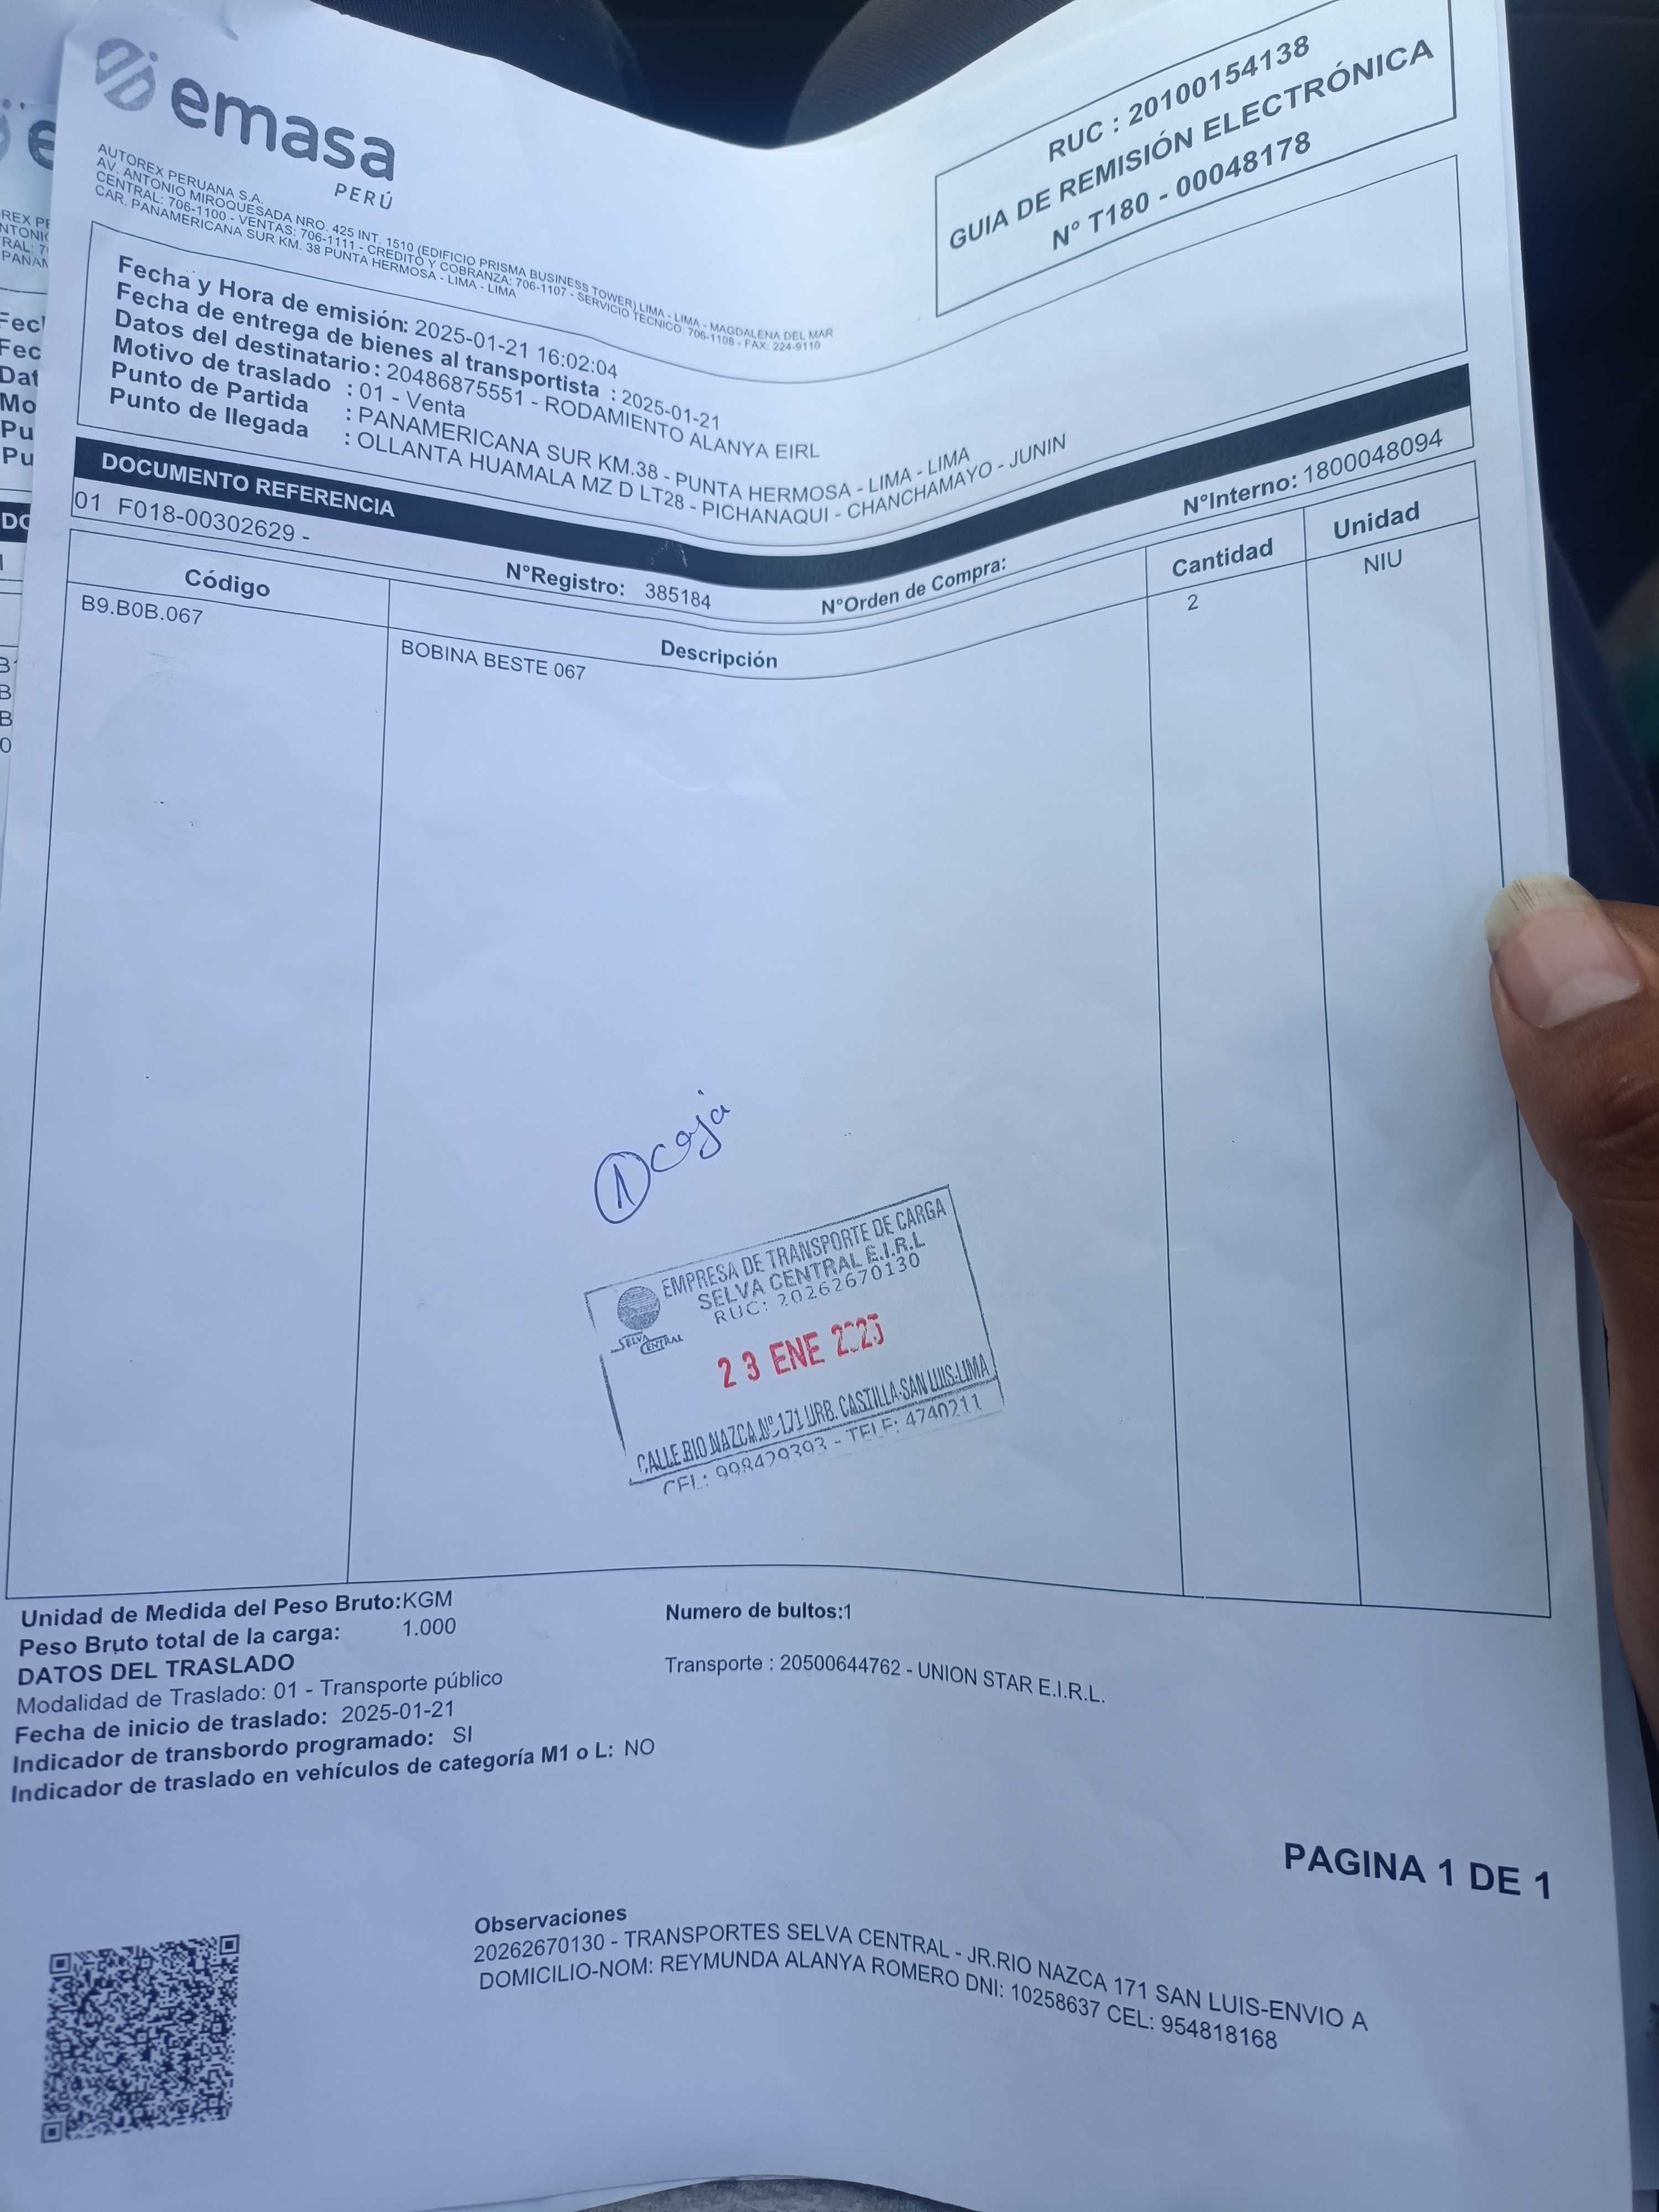 emasa
PERÚ
AUTOREX PERUANA S.A.
AV. ANTONIO MIROQUESADA NRO. 425 INT. 1510 (EDIFICIO PRISMA BUSINESS TOWER) LIMA - LIMA - MAGDALENA DEL MAR
CENTRAL: 706-1100 - VENTAS: 706-1111 - CREDITO Y COBRANZA: 706-1107 - SERVICIO TECNICO: 706-1108 - FAX: 224-9110
CAR. PANAMERICANA SUR KM. 38 PUNTA HERMOSA - LIMA - LIMA
RUC : 20100154138
GUIA DE REMISIÓN ELECTRÓNICA
Nº T180 - 00048178
Fecha y Hora de emisión: 2025-01-21 16:02:04
Fecha de entrega de bienes al transportista : 2025-01-21
Datos del destinatario: 20486875551 - RODAMIENTO ALANYA EIRL
Motivo de traslado : 01 - Venta
Punto de Partida : PANAMERICANA SUR KM.38 - PUNTA HERMOSA - LIMA - LIMA
Punto de llegada : OLLANTA HUAMALA MZ D LT28 - PICHANAQUI - CHANCHAMAYO - JUNIN
DOCUMENTO REFERENCIA
01 F018-00302629 - N°Registro: 385184 N°Orden de Compra: N°Interno: 1800048094
Código Descripción Cantidad Unidad
B9.B0B.067 BOBINA BESTE 067 2 NIU
1 caja
EMPRESA DE TRANSPORTE DE CARGA
SELVA CENTRAL E.I.R.L
RUC: 20262670130
SELVA CENTRAL
23 ENE 2025
CALLE RIO NAZCA Nº 171 URB. CASTILLA-SAN LUIS-LIMA
CEL: 998429393 - TELF: 4740211
Unidad de Medida del Peso Bruto:KGM
Peso Bruto total de la carga: 1.000
Numero de bultos:1
DATOS DEL TRASLADO
Modalidad de Traslado: 01 - Transporte público
Transporte : 20500644762 - UNION STAR E.I.R.L.
Fecha de inicio de traslado: 2025-01-21
Indicador de transbordo programado: SI
Indicador de traslado en vehículos de categoría M1 o L: NO
PAGINA 1 DE 1
Observaciones
20262670130 - TRANSPORTES SELVA CENTRAL - JR.RIO NAZCA 171 SAN LUIS-ENVIO A
DOMICILIO-NOM: REYMUNDA ALANYA ROMERO DNI: 10258637 CEL: 954818168